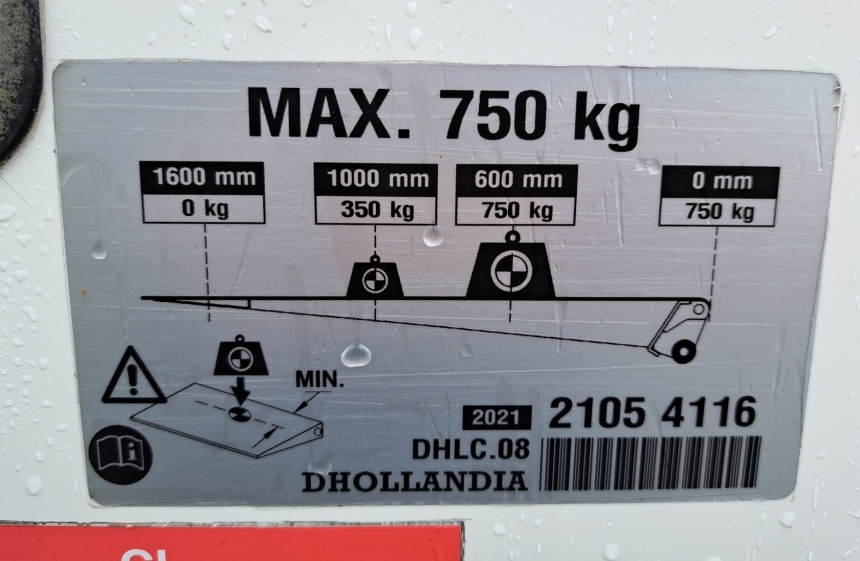 MAX. 750 kg
1600 mm
0 kg
1000 mm
350 kg
600 mm
750 kg
0 mm
750 kg
MIN.
2021 2105 4116
DHLC.08
DHOLLANDIA